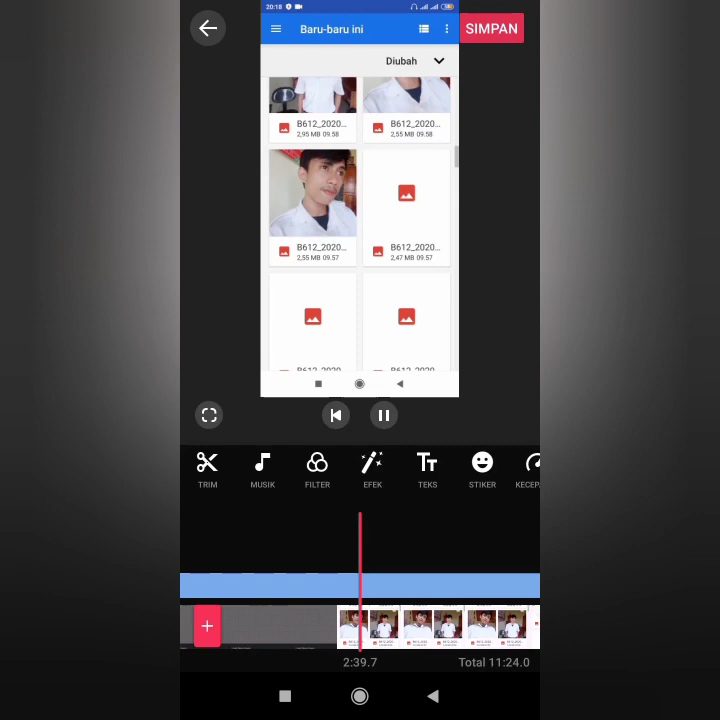 20:18
Baru-baru ini
SIMPAN
Diubah
B612_2020...
2,95 MB 09.58
B612_2020...
2,55 MB 09.58
B612_2020...
2,55 MB 09.57
B612_2020...
2,47 MB 09.57
TRIM
MUSIK
FILTER
EFEK
TEKS
STIKER
KECEP
2:39.7
Total 11:24.0